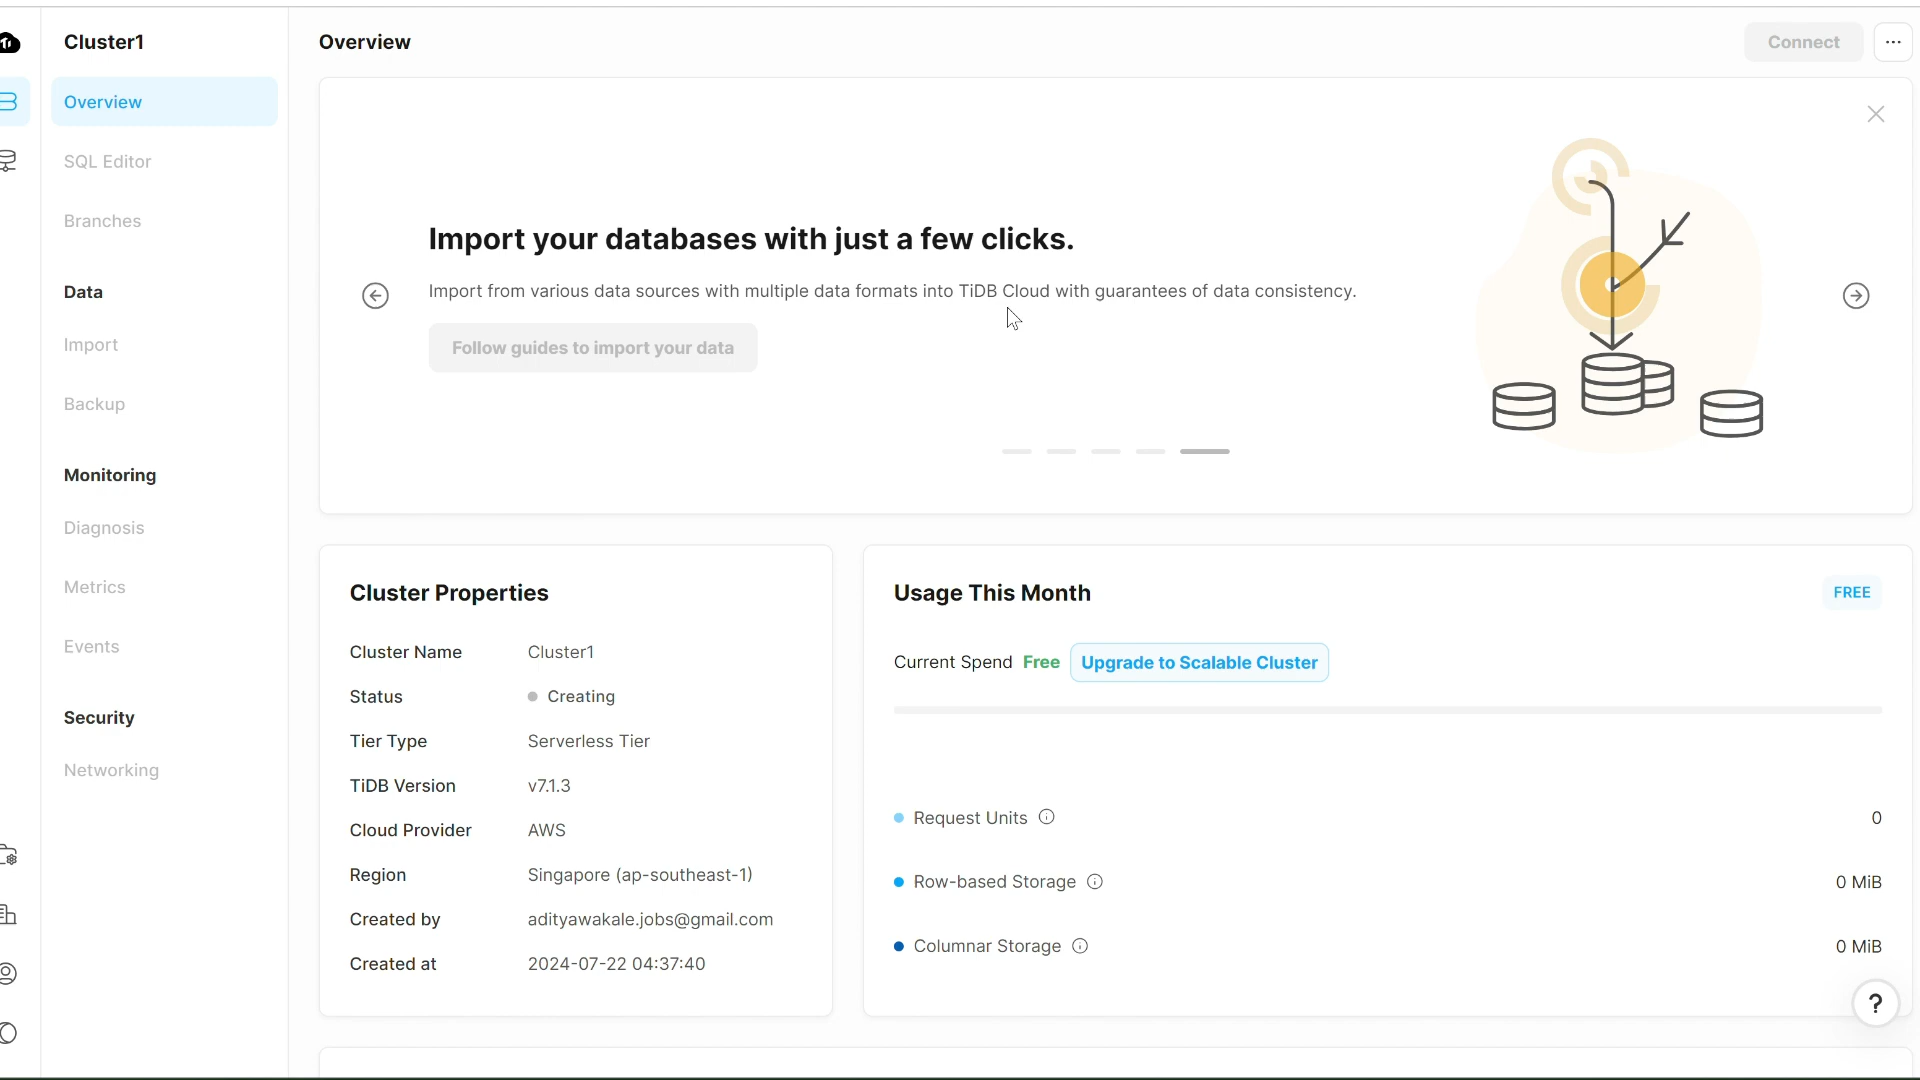 Cluster1
Overview
SQL Editor
Branches
Data
Import
Backup
Monitoring
Diagnosis
Metrics
Events
Security
Networking
Overview
Connect
Import your databases with just a few clicks.
Import from various data sources with multiple data formats into TiDB Cloud with guarantees of data consistency.
Follow guides to import your data
Cluster Properties
Cluster Name Cluster1
Status Creating
Tier Type Serverless Tier
TiDB Version v7.1.3
Cloud Provider AWS
Region Singapore (ap-southeast-1)
Created by adityawakale.jobs@gmail.com
Created at 2024-07-22 04:37:40
Usage This Month
FREE
Current Spend Free Upgrade to Scalable Cluster
Request Units 0
Row-based Storage 0 MiB
Columnar Storage 0 MiB
?